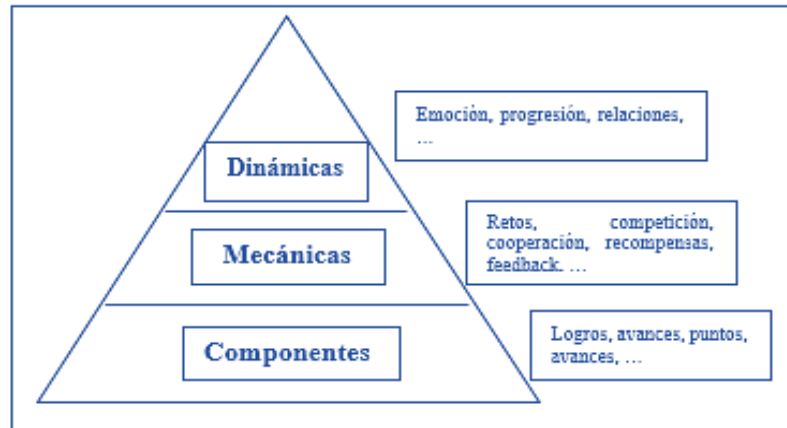 Emoción, progresión, relaciones,
…
Dinámicas
Retos, competición,
cooperación, recompensas,
feedback. …
Mecánicas
Logros, avances, puntos,
avances, …
Componentes